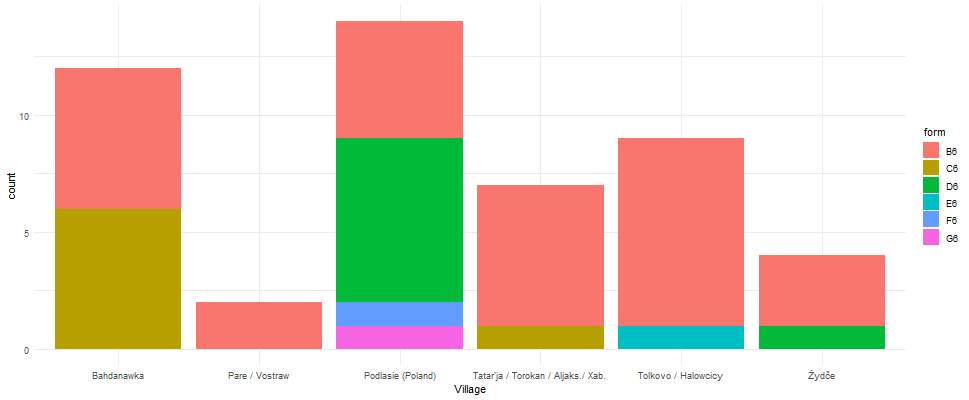 count
10
5
0
Bahdanawka
Pare / Vostraw
Podlasie (Poland)
Tatar'ja / Torokan / Aljaks./ Xab.
Tolkovo / Halowcicy
Żydče
Village
form
B6
C6
D6
E6
F6
G6